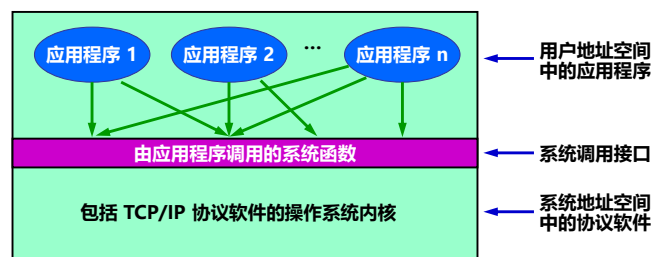 应用程序 1
应用程序 2
...
应用程序 n
用户地址空间
中的应用程序
由应用程序调用的系统函数
系统调用接口
包括 TCP/IP 协议软件的操作系统内核
系统地址空间
中的协议软件